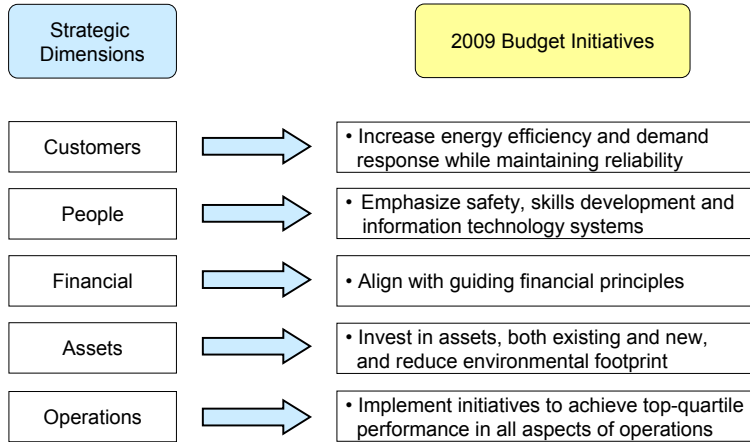 Strategic
Dimensions
2009 Budget Initiatives
Customers
• Increase energy efficiency and demand
response while maintaining reliability
People
• Emphasize safety, skills development and
information technology systems
Financial
• Align with guiding financial principles
Assets
• Invest in assets, both existing and new,
and reduce environmental footprint
Operations
• Implement initiatives to achieve top-quartile
performance in all aspects of operations